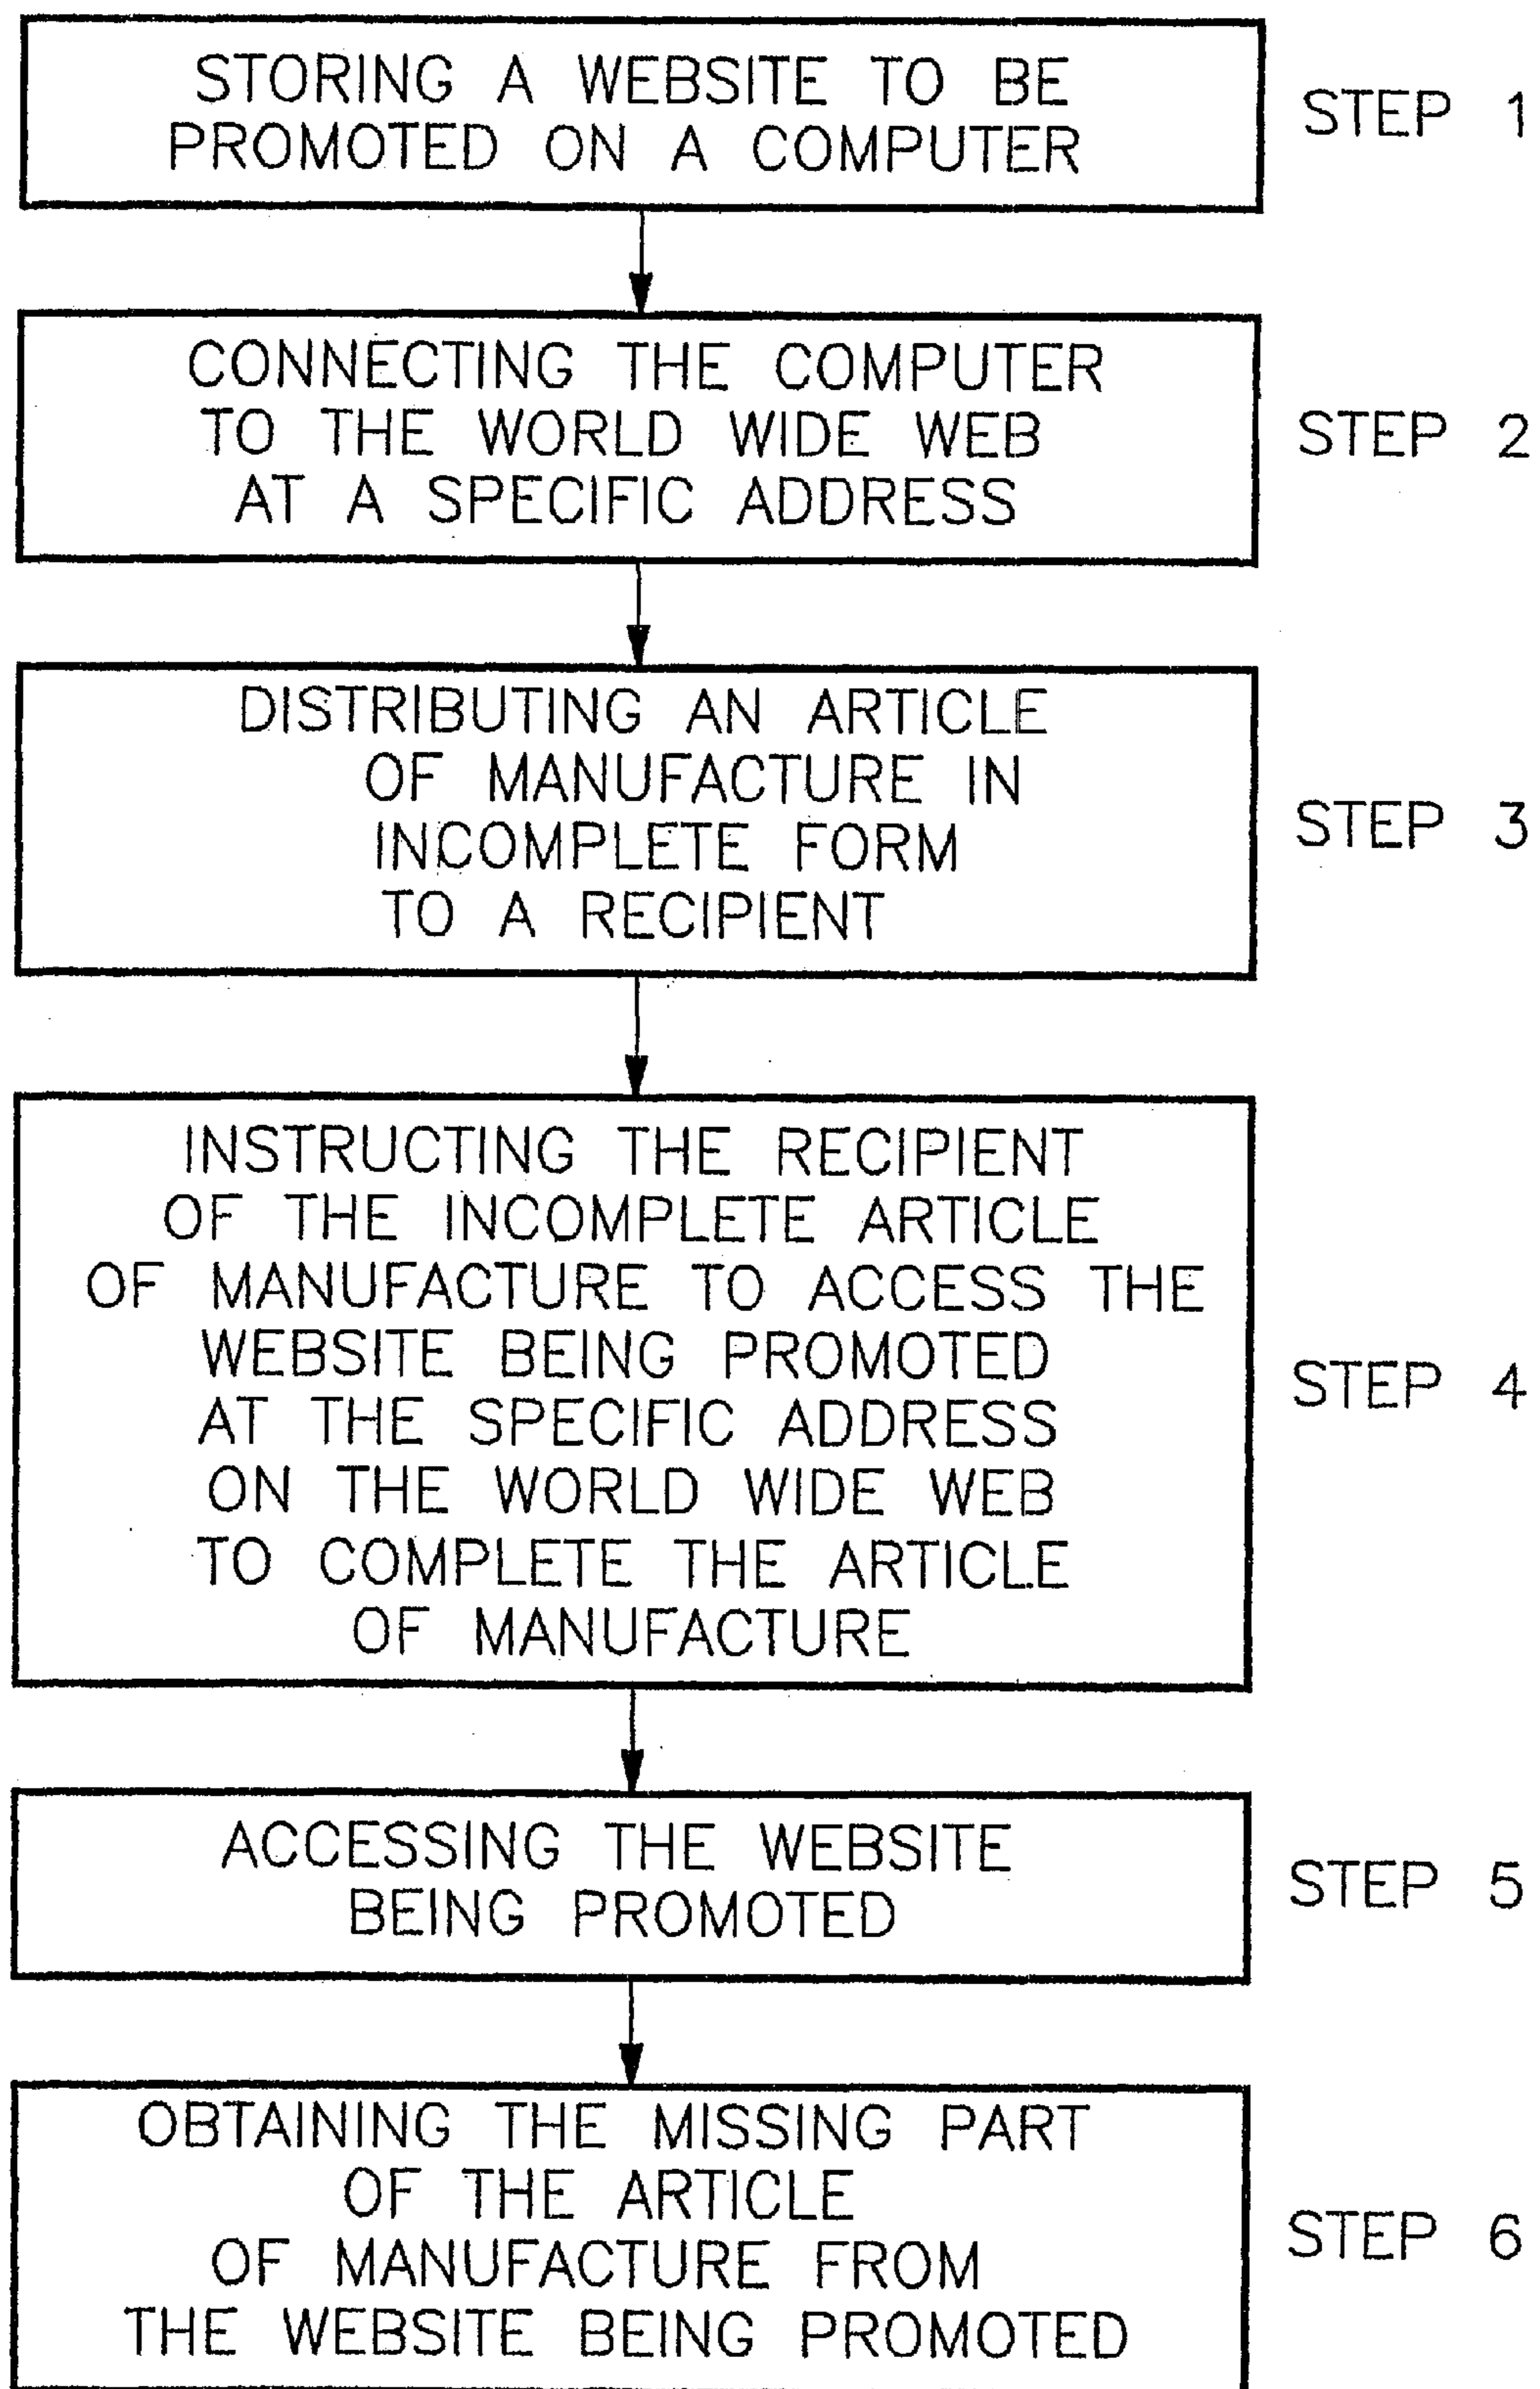 STORING A WEBSITE TO BE
PROMOTED ON A COMPUTER
STEP 1
CONNECTING THE COMPUTER
TO THE WORLD WIDE WEB
AT A SPECIFIC ADDRESS
STEP 2
DISTRIBUTING AN ARTICLE
OF MANUFACTURE IN
INCOMPLETE FORM
TO A RECIPIENT
STEP 3
INSTRUCTING THE RECIPIENT
OF THE INCOMPLETE ARTICLE
OF MANUFACTURE TO ACCESS THE
WEBSITE BEING PROMOTED
AT THE SPECIFIC ADDRESS
ON THE WORLD WIDE WEB
TO COMPLETE THE ARTICLE
OF MANUFACTURE
STEP 4
ACCESSING THE WEBSITE
BEING PROMOTED
STEP 5
OBTAINING THE MISSING PART
OF THE ARTICLE
OF MANUFACTURE FROM
THE WEBSITE BEING PROMOTED
STEP 6